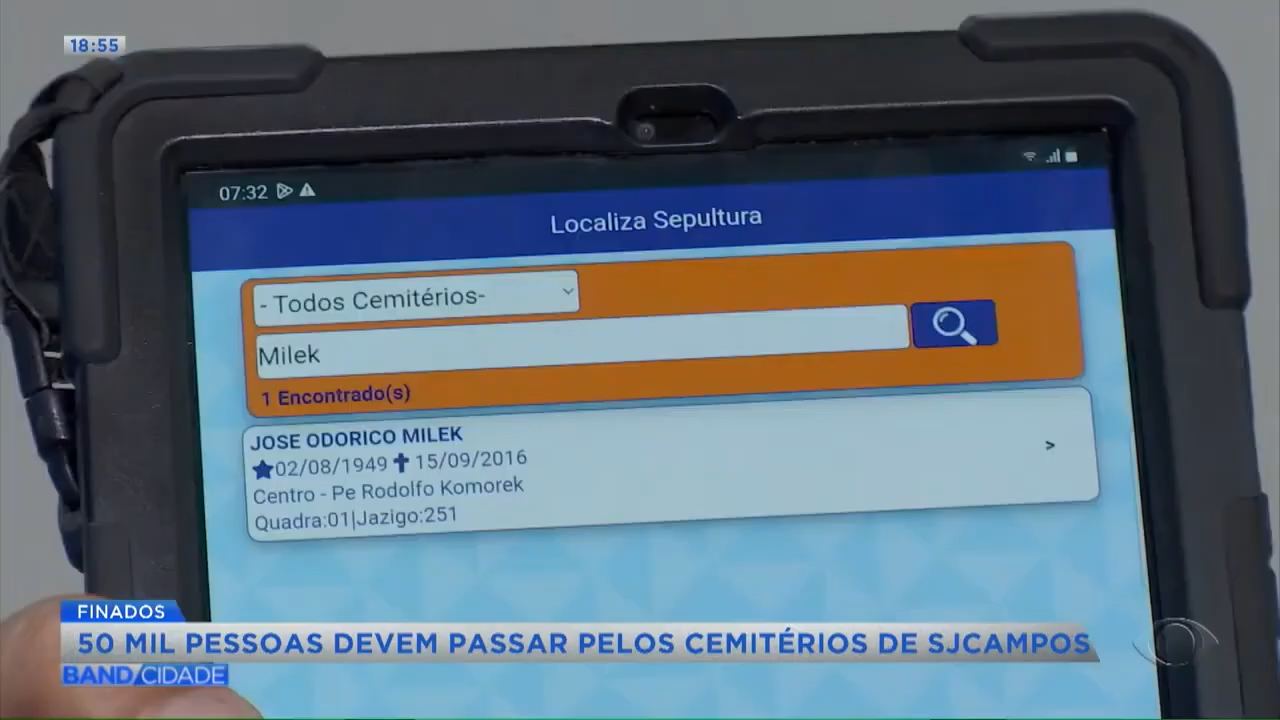 18:55
07:32
Localiza Sepultura
- Todos Cemitérios-
Milek
1 Encontrado(s)
JOSE ODORICO MILEK
02/08/1949 15/09/2016
Centro - Pe Rodolfo Komorek
Quadra:01|Jazigo:251
>
FINADOS
50 MIL PESSOAS DEVEM PASSAR PELOS CEMITÉRIOS DE SJCAMPOS
BAND CIDADE